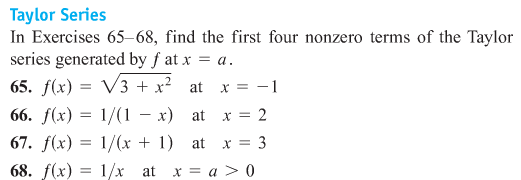 Taylor Series
In Exercises 65–68, find the first four nonzero terms of the Taylor
series generated by f at x = a.
65. f(x) = √(3 + x²) at x = −1
66. f(x) = 1/(1 − x) at x = 2
67. f(x) = 1/(x + 1) at x = 3
68. f(x) = 1/x at x = a > 0